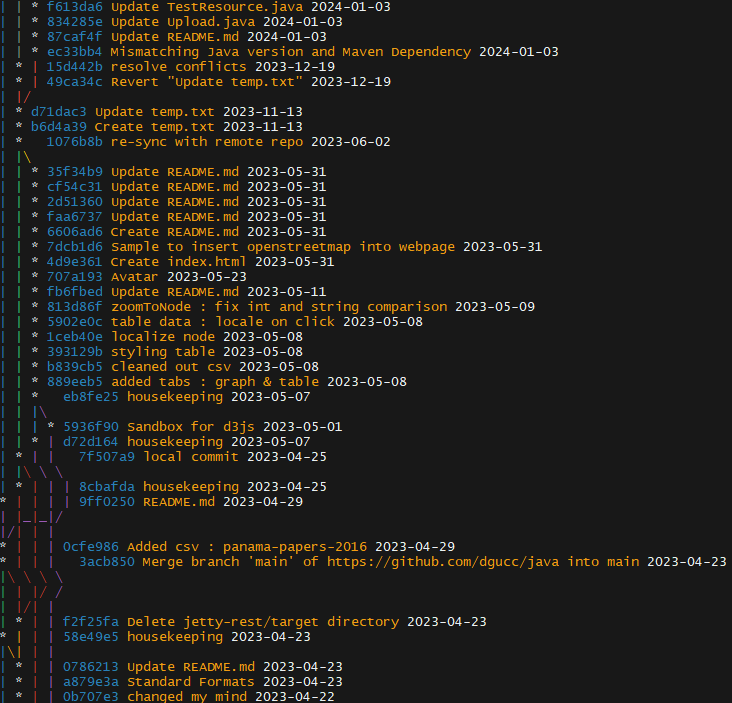 | | * f613da6 Update TestResource.java 2024-01-03
| | * 834285e Update Upload.java 2024-01-03
| | * 87caf4f Update README.md 2024-01-03
| | * ec33bb4 Mismatching Java version and Maven Dependency 2024-01-03
| * | 15d442b resolve conflicts 2023-12-19
| * | 49ca34c Revert "Update temp.txt" 2023-12-19
| |/
| * d71dac3 Update temp.txt 2023-11-13
| * b6d4a39 Create temp.txt 2023-11-13
| *   1076b8b re-sync with remote repo 2023-06-02
| |\
| | * 35f34b9 Update README.md 2023-05-31
| | * cf54c31 Update README.md 2023-05-31
| | * 2d51360 Update README.md 2023-05-31
| | * faa6737 Update README.md 2023-05-31
| | * 6606ad6 Create README.md 2023-05-31
| | * 7dcb1d6 Sample to insert openstreetmap into webpage 2023-05-31
| | * 4d9e361 Create index.html 2023-05-31
| | * 707a193 Avatar 2023-05-23
| | * fb6fbed Update README.md 2023-05-11
| | * 813d86f zoomToNode : fix int and string comparison 2023-05-09
| | * 5902e0c table data : locale on click 2023-05-08
| | * 1ceb40e localize node 2023-05-08
| | * 393129b styling table 2023-05-08
| | * b839cb5 cleaned out csv 2023-05-08
| | * 889eeb5 added tabs : graph & table 2023-05-08
| | *   eb8fe25 housekeeping 2023-05-07
| | |\
| | | * 5936f90 Sandbox for d3js 2023-05-01
| | * | d72d164 housekeeping 2023-05-07
| * | |   7f507a9 local commit 2023-04-25
| |\ \ \
| * | | | 8cbafda housekeeping 2023-04-25
* | | | | 9ff0250 README.md 2023-04-29
| |_|_|/
|/| | |
* | | | 0cfe986 Added csv : panama-papers-2016 2023-04-29
* | | |   3acb850 Merge branch 'main' of https://github.com/dgucc/java into main 2023-04-23
|\ \ \ \
| | |/ /
| |/| |
| * | | f2f25fa Delete jetty-rest/target directory 2023-04-23
* | | | 58e49e5 housekeeping 2023-04-23
|\| | |
| * | | 0786213 Update README.md 2023-04-23
| * | | a879e3a Standard Formats 2023-04-23
| * | | 0b707e3 changed my mind 2023-04-22